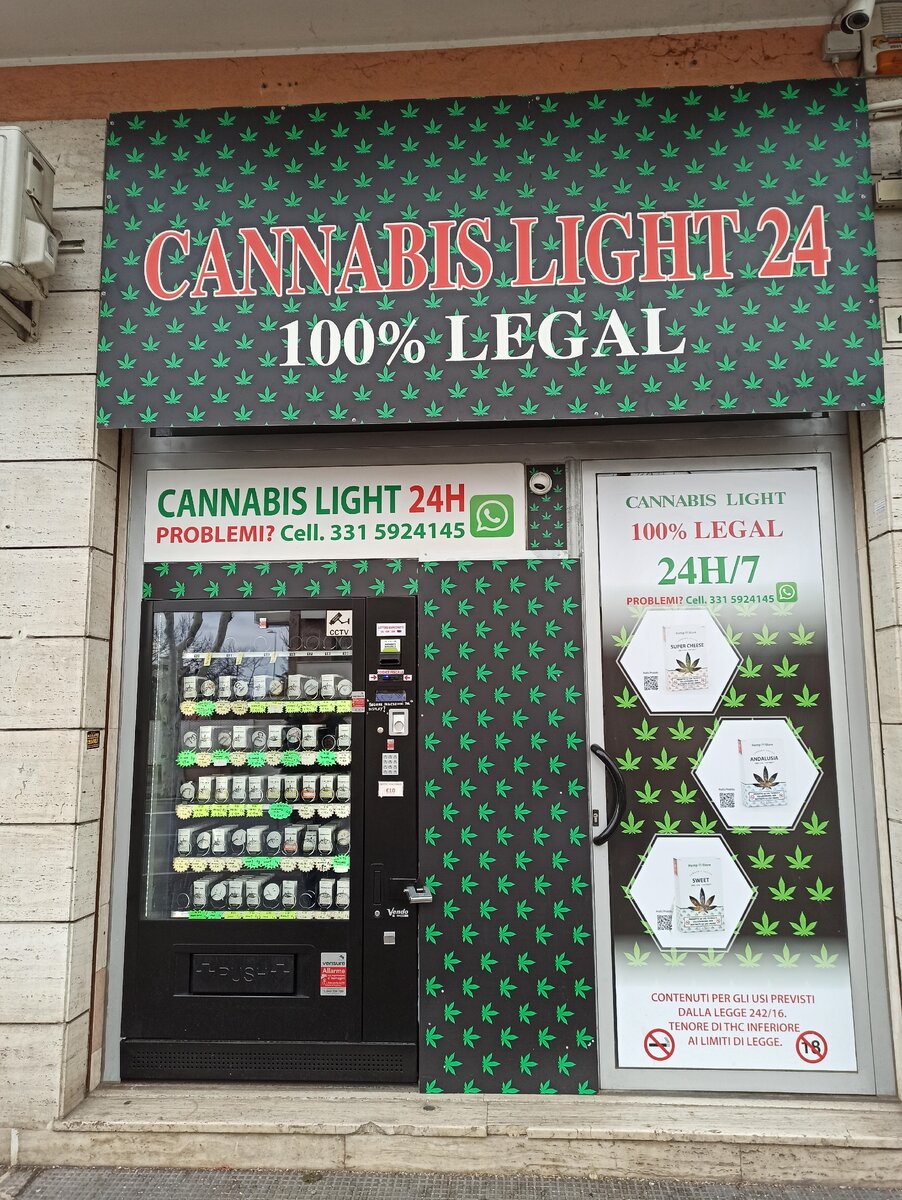 CANNABIS LIGHT 24
100% LEGAL
CANNABIS LIGHT 24H
PROBLEMI? Cell. 331 5924145
CCTV
€10
Vendo
PUSH
verisure
Allarme
CANNABIS LIGHT
100% LEGAL
24H/7
PROBLEMI? Cell. 331 5924145
SUPER CHEESE
ANDALUSIA
SWEET
CONTENUTI PER GLI USI PREVISTI
DALLA LEGGE 242/16.
TENORE DI THC INFERIORE
AI LIMITI DI LEGGE.
18